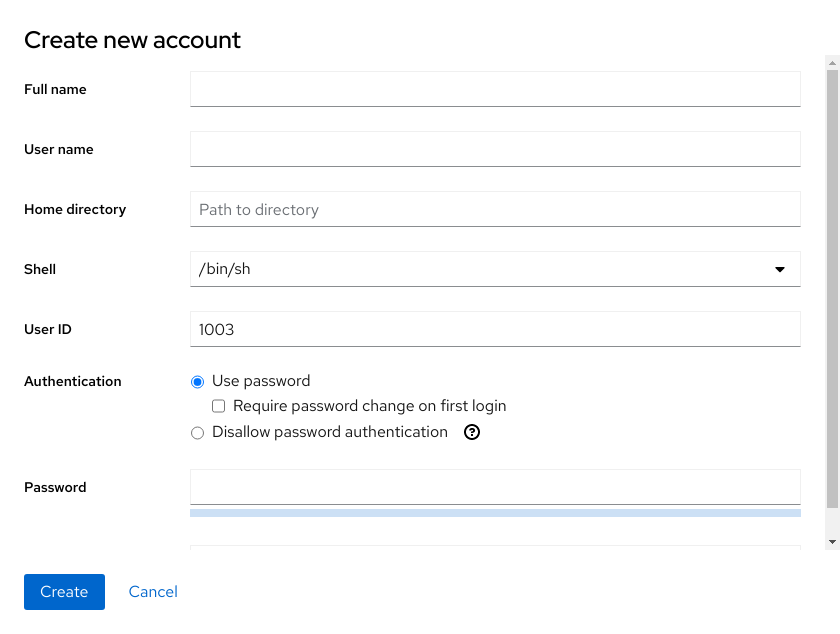 Create new account
Full name
User name
Home directory Path to directory
Shell /bin/sh
User ID 1003
Authentication Use password
Require password change on first login
Disallow password authentication ?
Password
Create Cancel